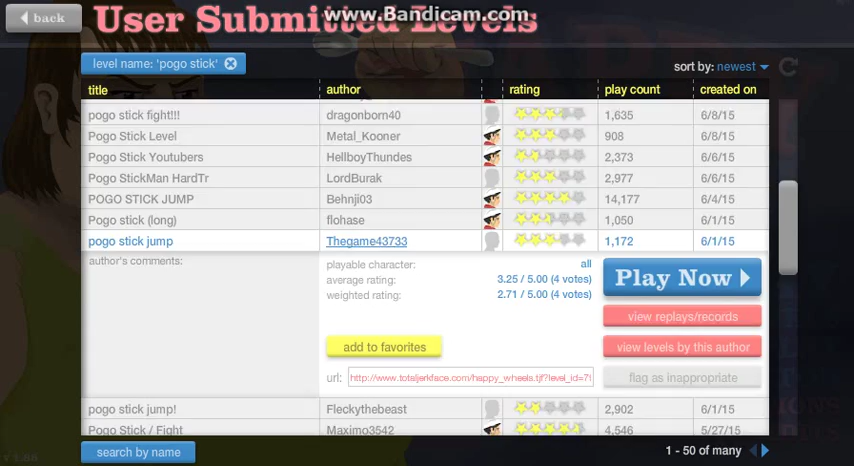 back
User Submitted Levels
www.Bandicam.com
level name: 'pogo stick'
sort by: newest
title author rating play count created on
pogo stick fight!!! dragonborn40 1,635 6/8/15
Pogo Stick Level Metal_Kooner 908 6/8/15
Pogo Stick Youtubers HellboyThundes 2,373 6/6/15
Pogo StickMan HardTr LordBurak 2,977 6/6/15
POGO STICK JUMP Behnji03 14,177 6/4/15
Pogo stick (long) flohase 1,050 6/1/15
pogo stick jump Thegame43733 1,172 6/1/15
author's comments:
playable character: all
average rating: 3.25 / 5.00 (4 votes)
weighted rating: 2.71 / 5.00 (4 votes)
Play Now
view replays/records
add to favorites
view levels by this author
url: http://www.totaljerkface.com/happy_wheels.tjf?level_id=7
flag as inappropriate
pogo stick jump! Fleckythebeast 2,902 6/1/15
Pogo Stick / Fight Maximo3542 4,546 5/27/15
search by name
1 - 50 of many